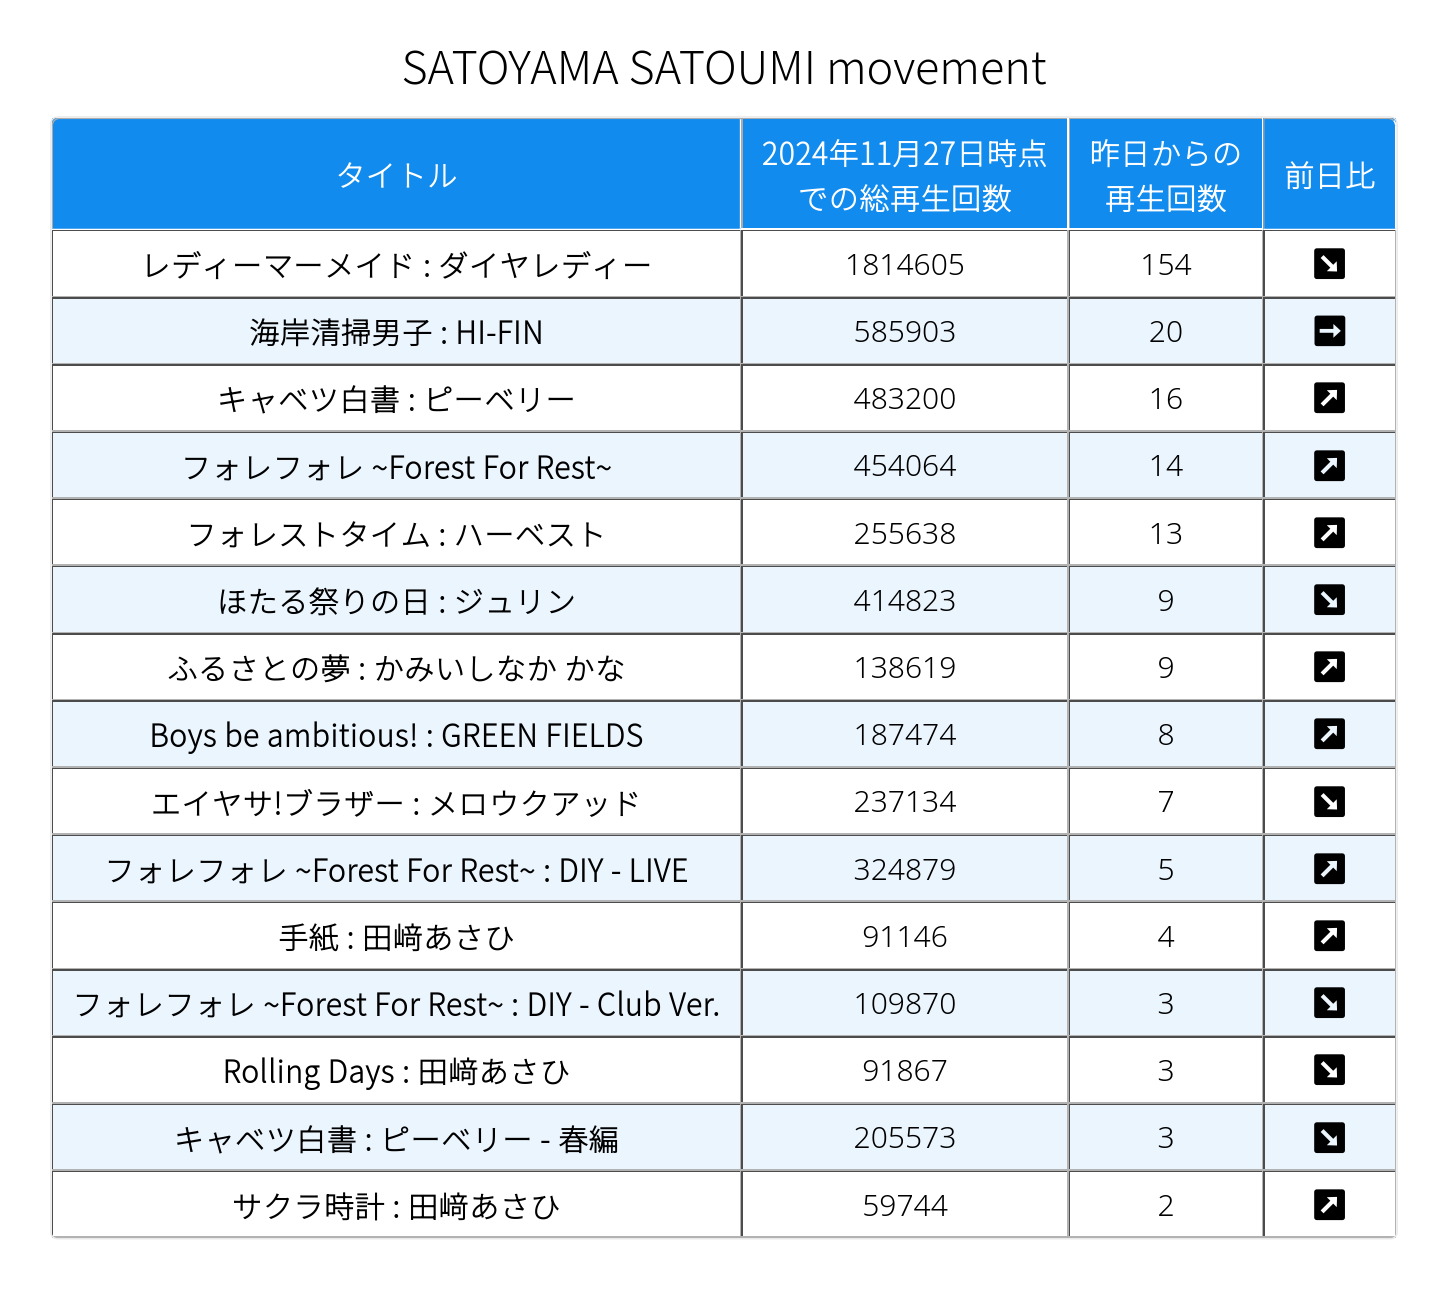 SATOYAMA SATOUMI movement
タイトル 2024年11月27日時点での総再生回数 昨日からの再生回数 前日比
レディーマーメイド : ダイヤレディー 1814605 154 ↘
海岸清掃男子 : HI-FIN 585903 20 →
キャベツ白書 : ピーベリー 483200 16 ↗
フォレフォレ ~Forest For Rest~ 454064 14 ↗
フォレストタイム : ハーベスト 255638 13 ↗
ほたる祭りの日 : ジュリン 414823 9 ↘
ふるさとの夢 : かみいしなか かな 138619 9 ↗
Boys be ambitious! : GREEN FIELDS 187474 8 ↗
エイヤサ!ブラザー : メロウクアッド 237134 7 ↘
フォレフォレ ~Forest For Rest~ : DIY - LIVE 324879 5 ↗
手紙 : 田﨑あさひ 91146 4 ↗
フォレフォレ ~Forest For Rest~ : DIY - Club Ver. 109870 3 ↘
Rolling Days : 田﨑あさひ 91867 3 ↘
キャベツ白書 : ピーベリー - 春編 205573 3 ↘
サクラ時計 : 田﨑あさひ 59744 2 ↗